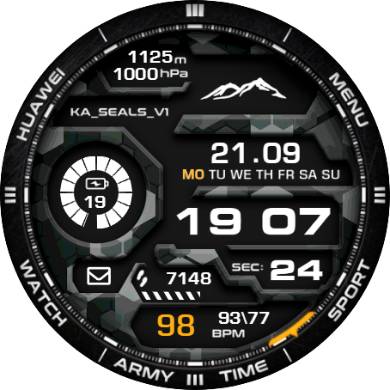 HUAWEI
MENU
1125m
1000hPa
KA_SEALS_V1
21.09
MO TU WE TH FR SA SU
19
19 07
SEC: 24
7148
98
93\77
BPM
WATCH
ARMY
TIME
SPORT